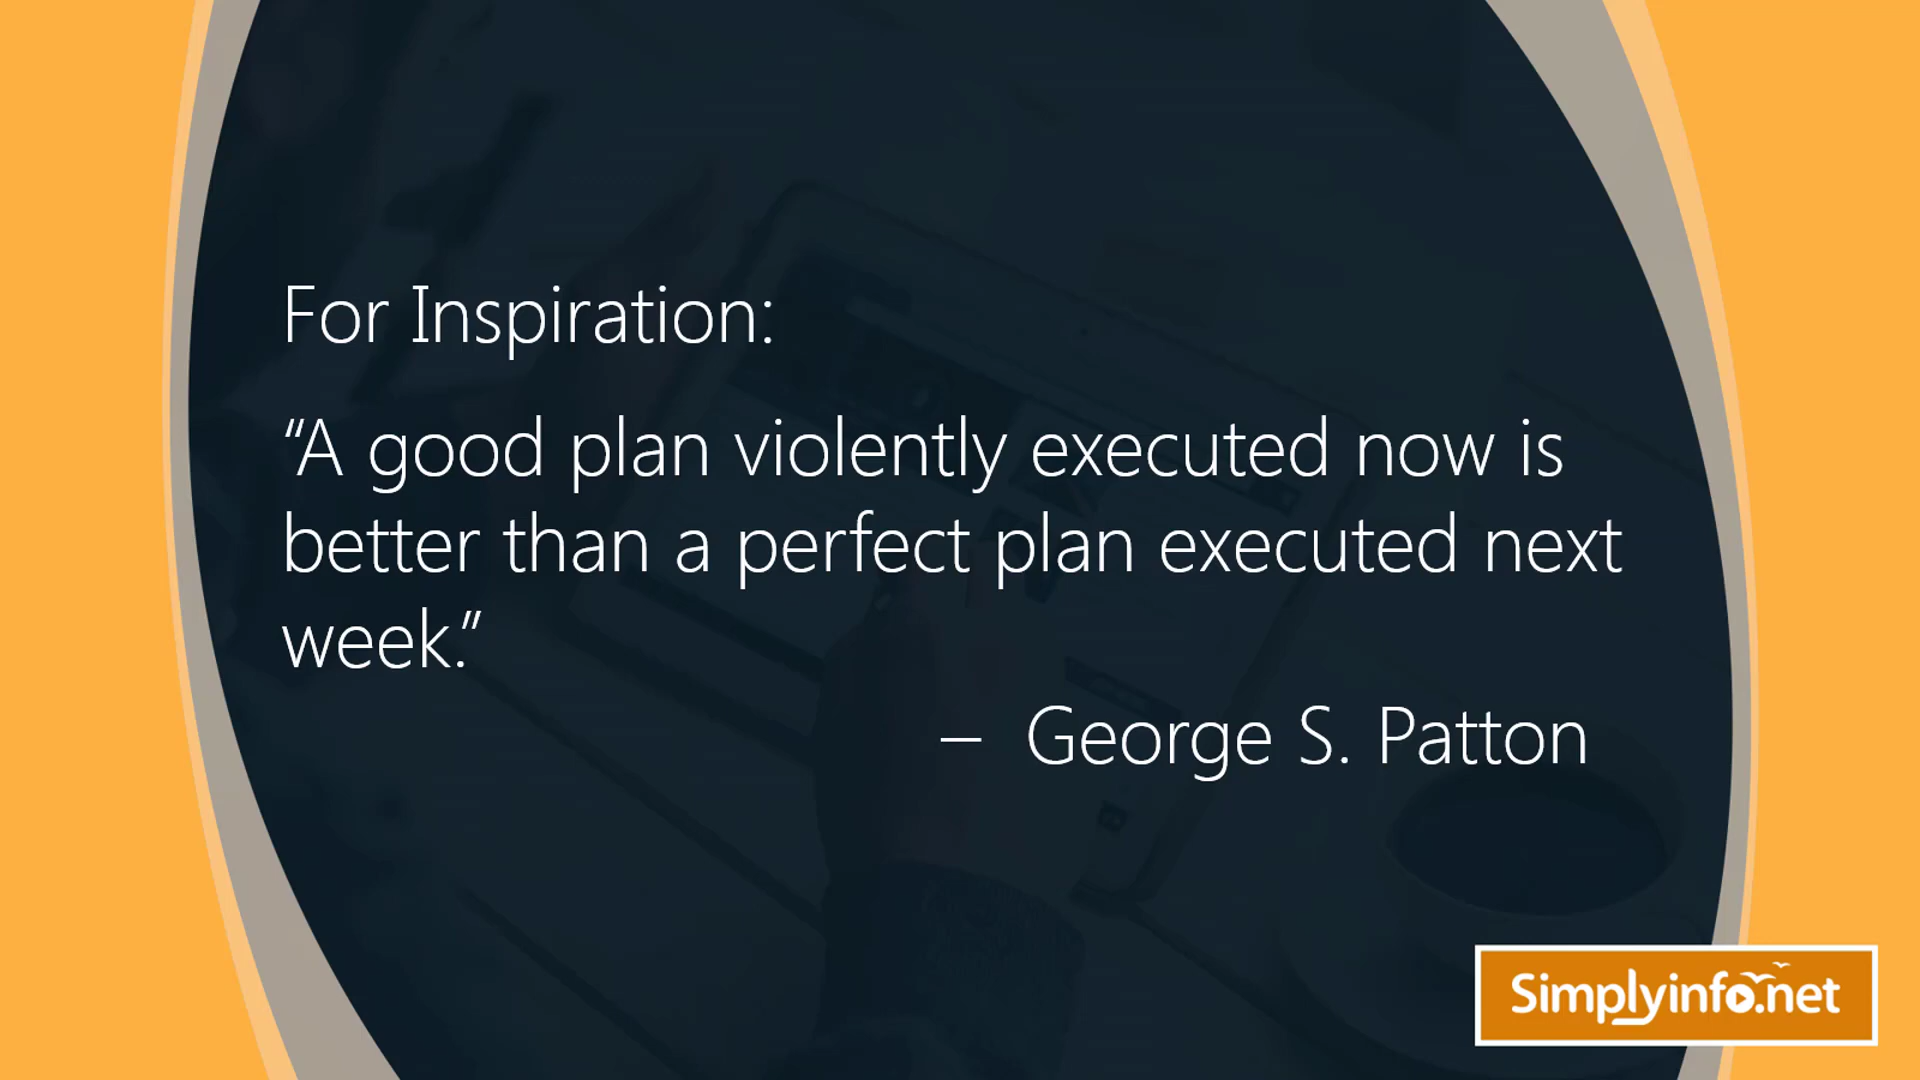 For Inspiration:
“A good plan violently executed now is
better than a perfect plan executed next
week.”
– George S. Patton
Simplyinfo.net